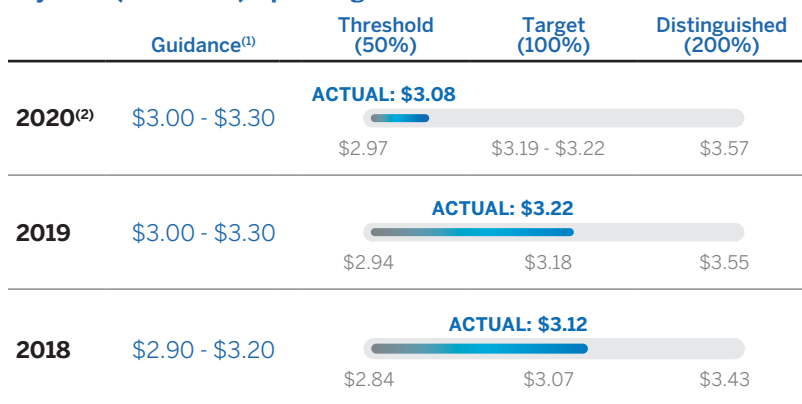 Threshold Target Distinguished
Guidance(1) (50%) (100%) (200%)
ACTUAL: $3.08
2020(2) $3.00 - $3.30
$2.97 $3.19 - $3.22 $3.57
ACTUAL: $3.22
2019 $3.00 - $3.30
$2.94 $3.18 $3.55
ACTUAL: $3.12
2018 $2.90 - $3.20
$2.84 $3.07 $3.43